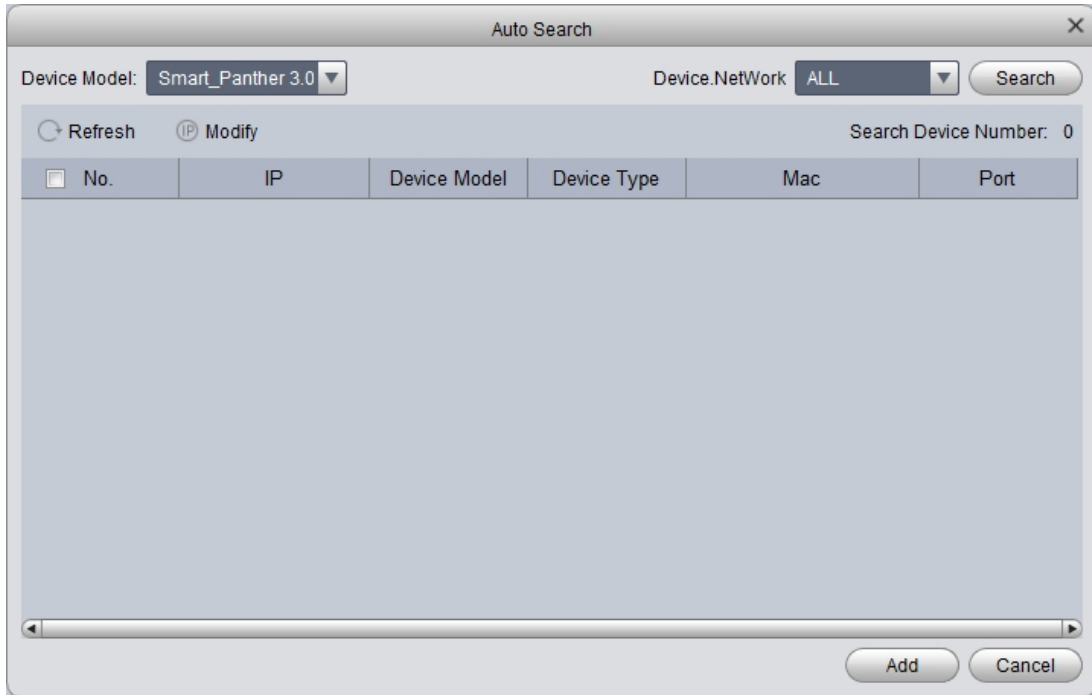 Auto Search
Device Model: Smart_Panther 3.0 Device.NetWork ALL Search
Refresh IP Modify Search Device Number: 0
No. IP Device Model Device Type Mac Port
Add Cancel